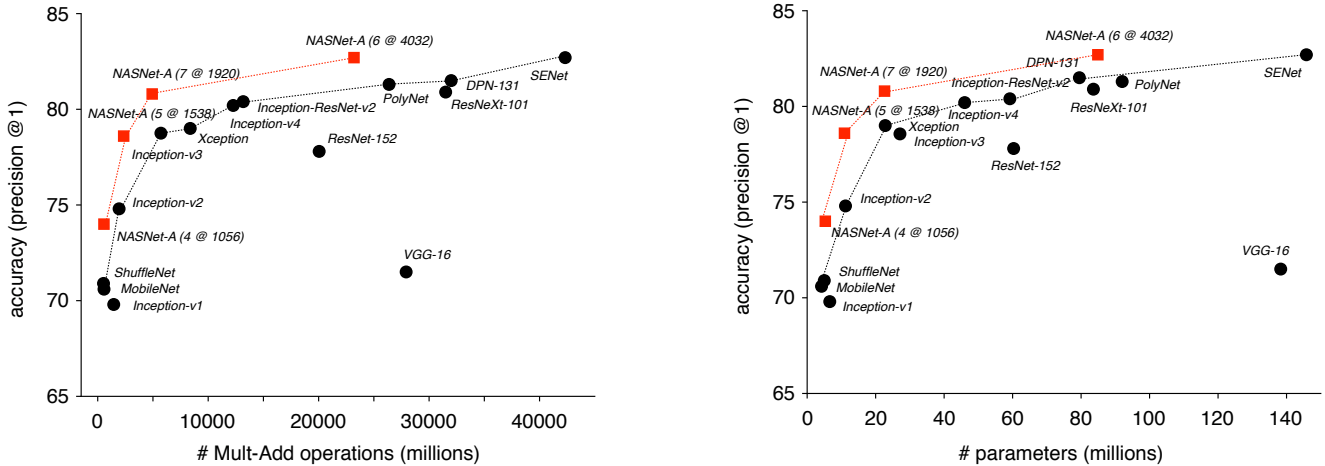 85
NASNet-A (6 @ 4032)
NASNet-A (7 @ 1920)
SENet
DPN-131
80
PolyNet
Inception-ResNet-v2
ResNeXt-101
NASNet-A (5 @ 1538)
Inception-v4
Xception
ResNet-152
Inception-v3
accuracy (precision @1)
75
Inception-v2
NASNet-A (4 @ 1056)
VGG-16
ShuffleNet
MobileNet
70
Inception-v1
65
0
10000
20000
30000
40000
# Mult-Add operations (millions)
85
NASNet-A (6 @ 4032)
DPN-131
NASNet-A (7 @ 1920)
SENet
Inception-ResNet-v2
PolyNet
80
NASNet-A (5 @ 1538)
Inception-v4
ResNeXt-101
Xception
Inception-v3
ResNet-152
accuracy (precision @1)
75
Inception-v2
NASNet-A (4 @ 1056)
VGG-16
ShuffleNet
MobileNet
70
Inception-v1
65
0
20
40
60
80
100
120
140
# parameters (millions)